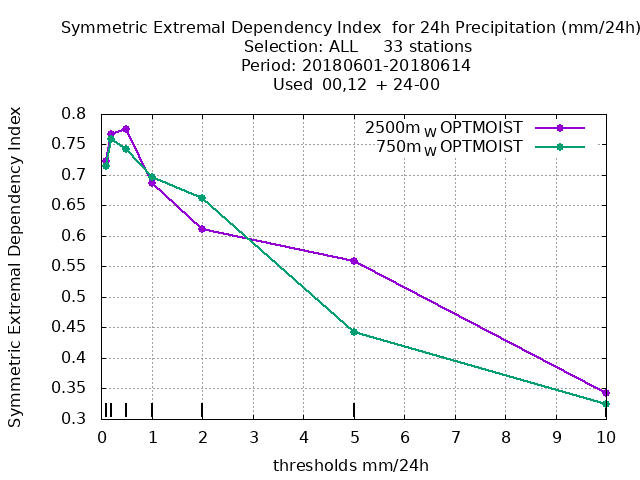 Symmetric Extremal Dependency Index  for 24h Precipitation (mm/24h)
Selection: ALL     33 stations
Period: 20180601-20180614
Used  00,12  + 24-00
2500m W OPTMOIST
750m W OPTMOIST
Symmetric Extremal Dependency Index
0.8
0.75
0.7
0.65
0.6
0.55
0.5
0.45
0.4
0.35
0.3
0 1 2 3 4 5 6 7 8 9 10
thresholds mm/24h